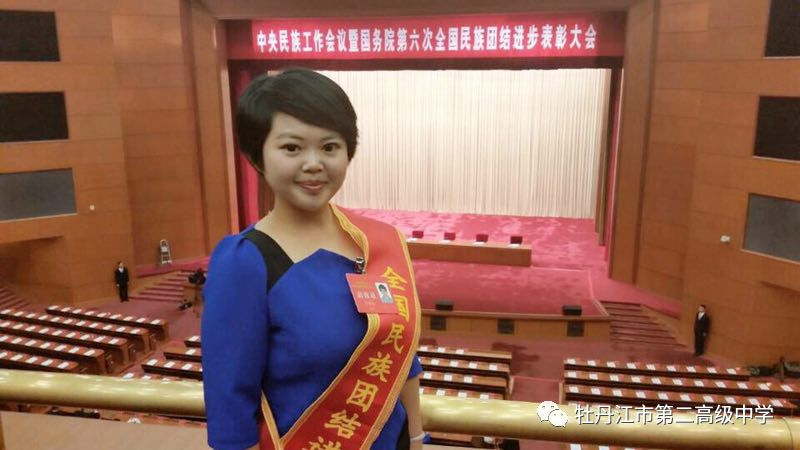 中央民族工作会议暨国务院第六次全国民族团结进步表彰大会
全国民族团结进
牡丹江市第二高级中学